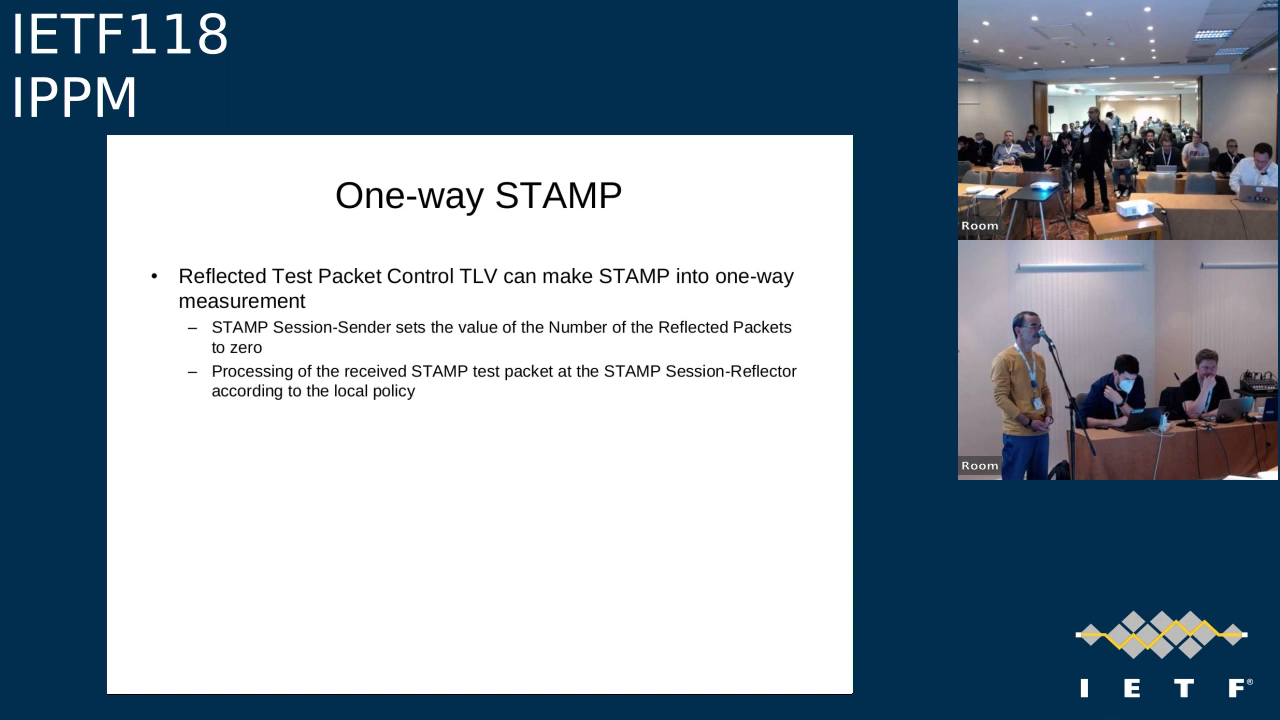 IETF118
IPPM
One-way STAMP
• Reflected Test Packet Control TLV can make STAMP into one-way
measurement
– STAMP Session-Sender sets the value of the Number of the Reflected Packets
to zero
– Processing of the received STAMP test packet at the STAMP Session-Reflector
according to the local policy
Room
Room
I E T F®